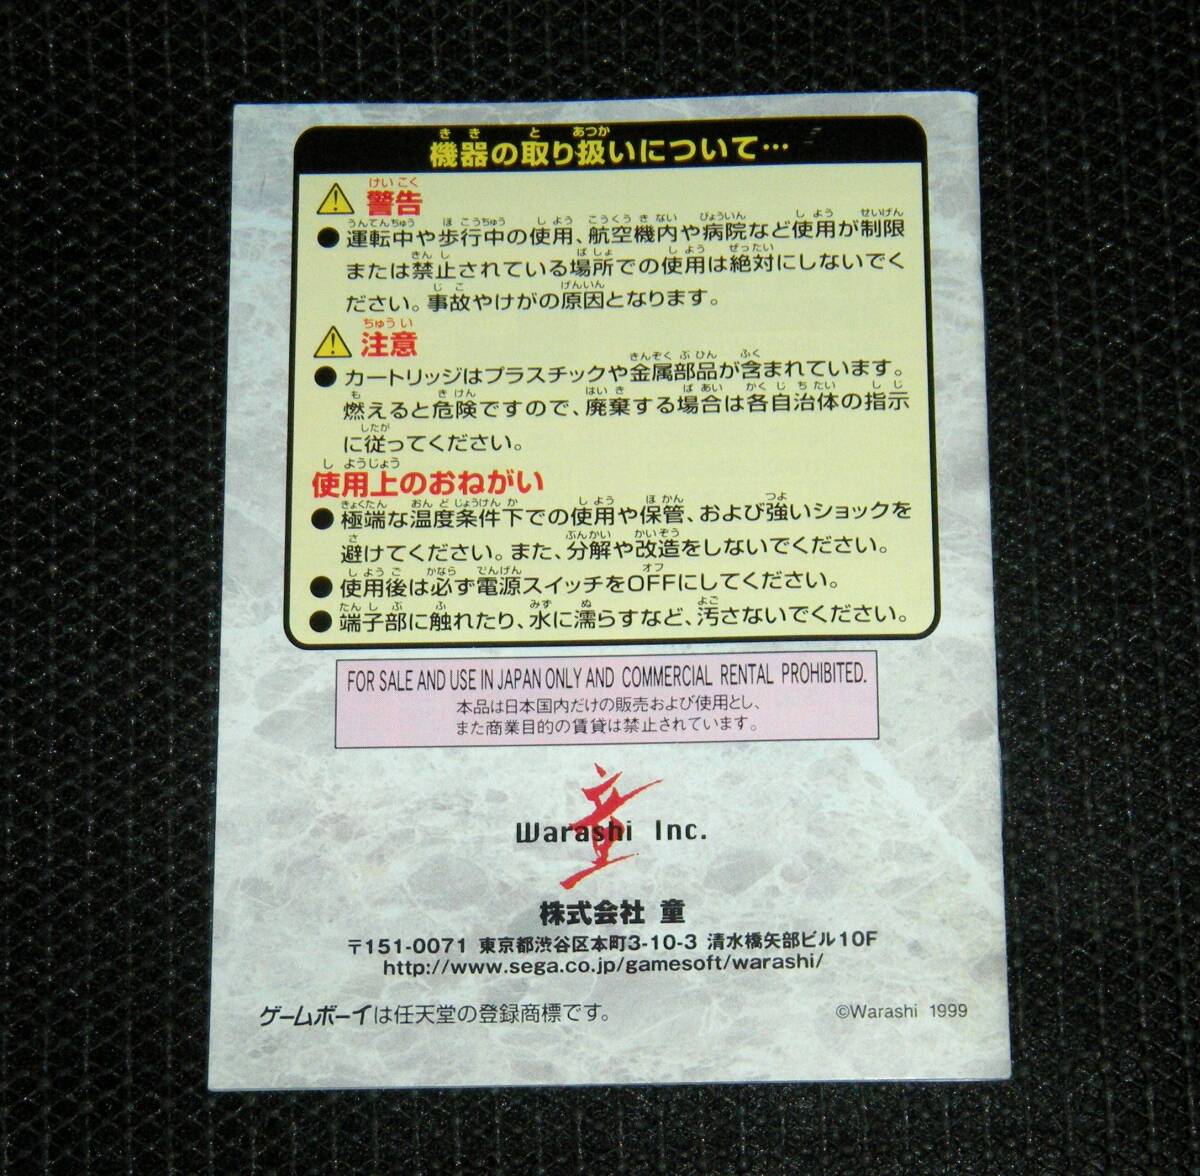 機器の取り扱いについて…
警告
●運転中や歩行中の使用、航空機内や病院など使用が制限
または禁止されている場所での使用は絶対にしないでく
ださい。事故やけがの原因となります。
注意
●カートリッジはプラスチックや金属部品が含まれています。
燃えると危険ですので、廃棄する場合は各自治体の指示
に従ってください。
使用上のおねがい
●極端な温度条件下での使用や保管、および強いショックを
避けてください。また、分解や改造をしないでください。
●使用後は必ず電源スイッチをOFFにしてください。
●端子部に触れたり、水に濡らすなど、汚さないでください。
FOR SALE AND USE IN JAPAN ONLY AND COMMERCIAL RENTAL PROHIBITED.
本品は日本国内だけの販売および使用とし、
また商業目的の賃貸は禁止されています。
童
Warashi Inc.
株式会社 童
〒151-0071 東京都渋谷区本町3-10-3 清水橋矢部ビル10F
http://www.sega.co.jp/gamesoft/warashi/
ゲームボーイは任天堂の登録商標です。
©Warashi 1999